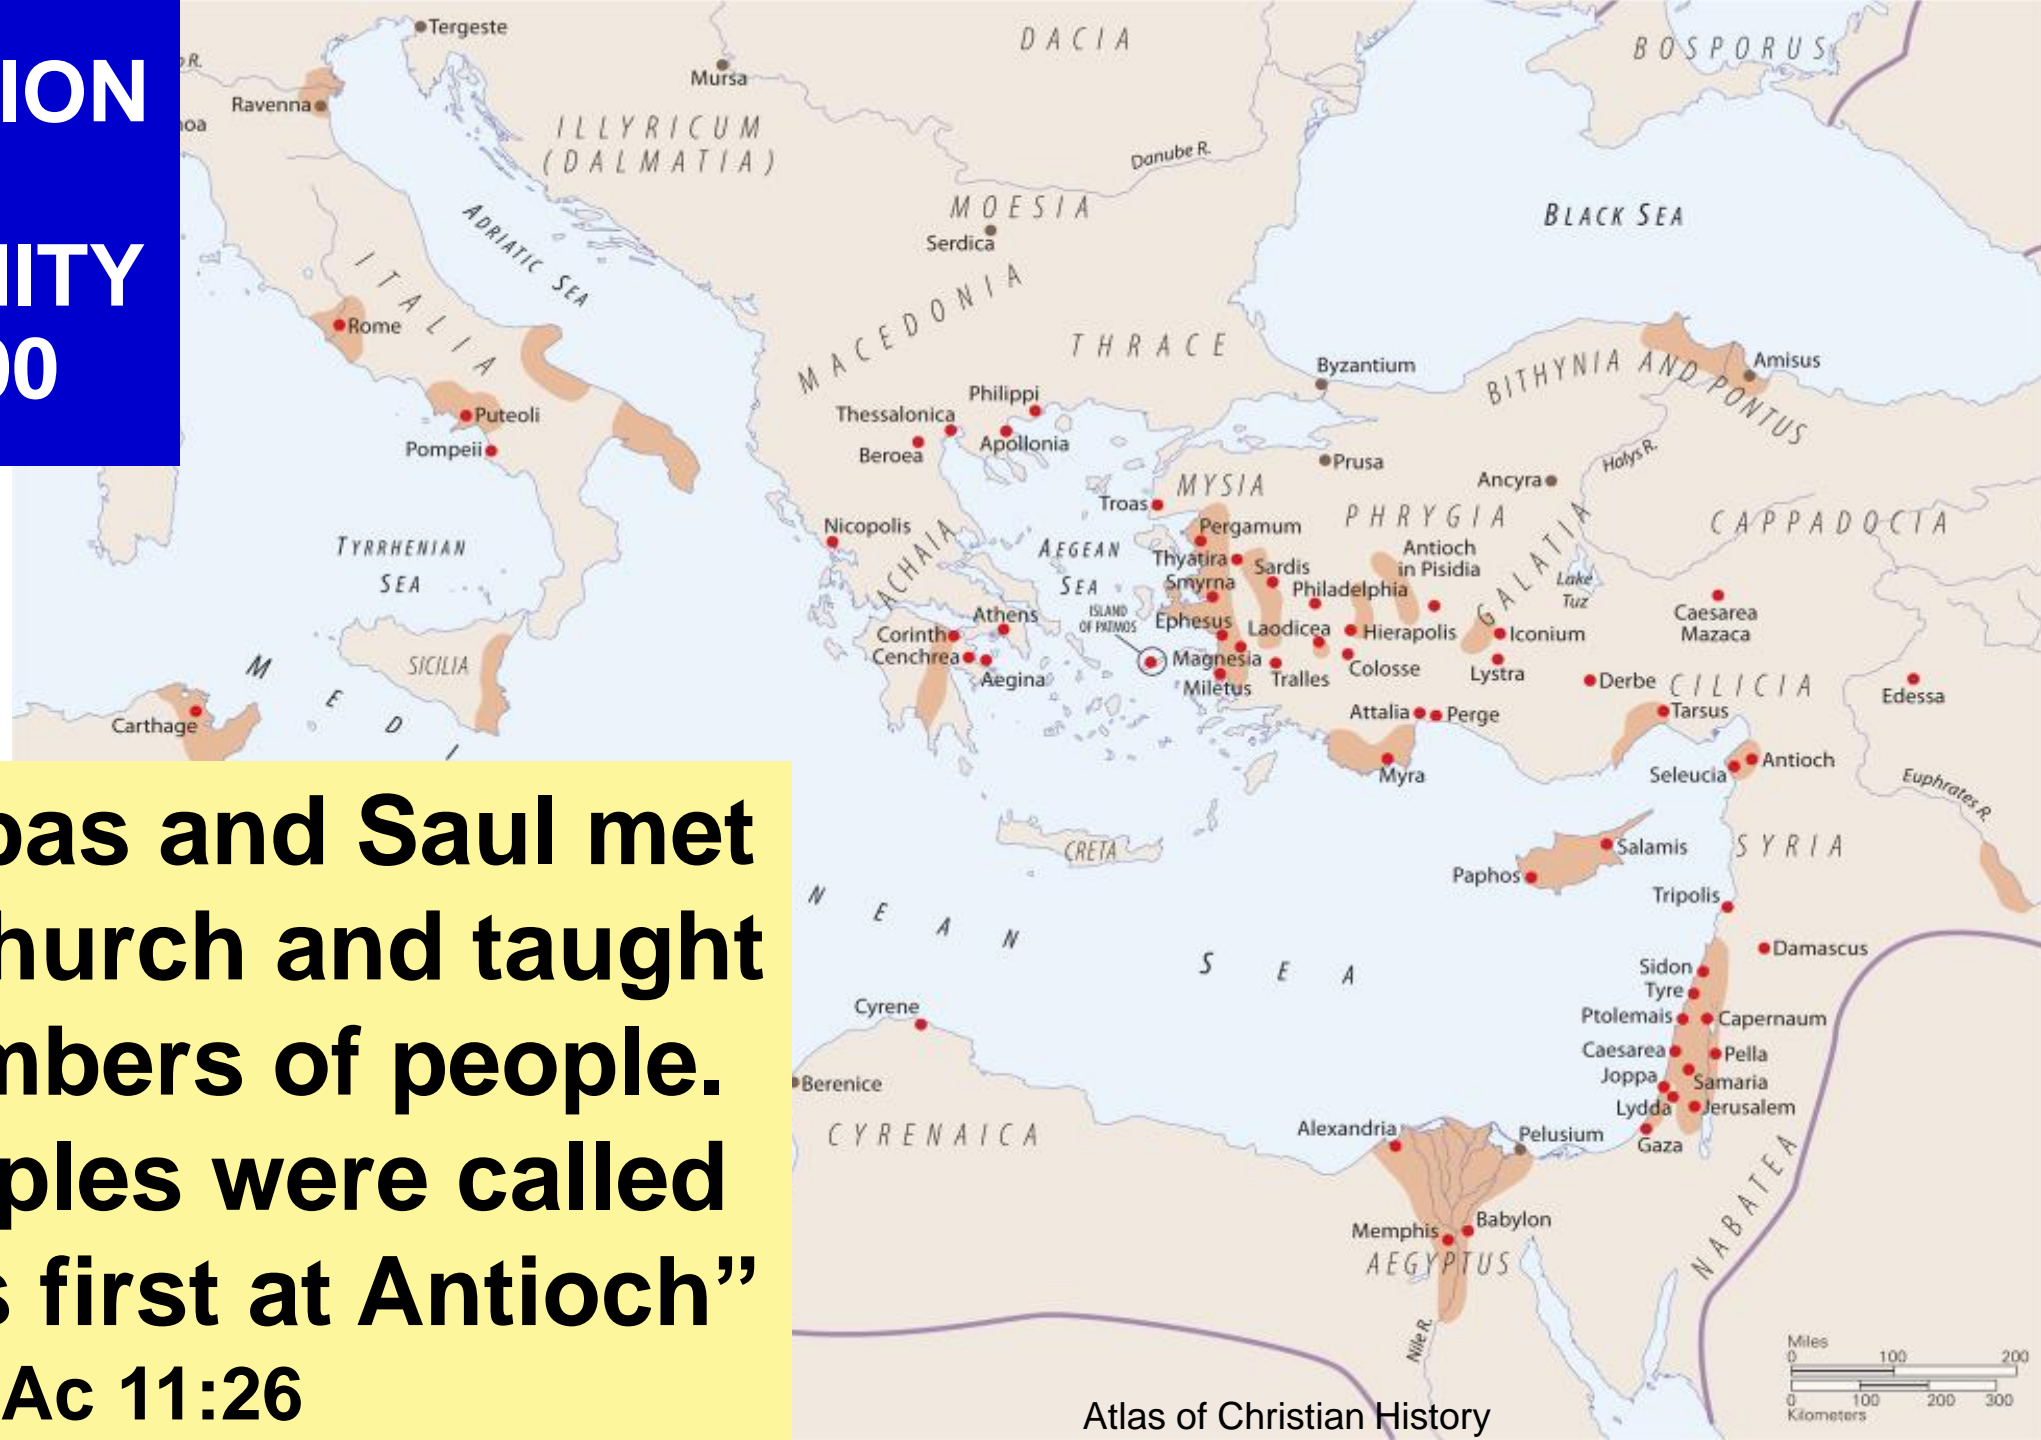 ION
NITY
00
R.
noa
Tergeste
Ravenna
Mursa
DACIA
BOSPORUS
ILLYRICUM
(DALMATIA)
Danube R.
MOESIA
Serdica
BLACK SEA
ADRIATIC SEA
ITALIA
Rome
MACEDONIA
THRACE
Byzantium
BITHYNIA AND PONTUS
Amisus
Puteoli
Pompeii
Philippi
Thessalonica
Apollonia
Beroea
Prusa
Ancyra
Halys R.
Troas
MYSIA
PHRYGIA
GALATIA
CAPPADOCIA
TYRRHENIAN
SEA
Nicopolis
ACHAIA
AEGEAN
SEA
Pergamum
Thyatira
Sardis
Smyrna
Philadelphia
Antioch
in Pisidia
Lake
Tuz
Caesarea
Mazaca
ISLAND
OF PATMOS
Ephesus
Laodicea
Hierapolis
Iconium
Athens
Corinth
Cenchrea
Aegina
Magnesia
Miletus
Tralles
Colosse
Lystra
Derbe
CILICIA
Edessa
SICILIA
Carthage
MEDI
Attalia
Perge
Tarsus
Myra
Seleucia
Antioch
Euphrates R.
CRETA
Salamis
Paphos
SYRIA
Tripolis
NEAN SEA
Damascus
Sidon
Tyre
Ptolemais
Capernaum
Caesarea
Pella
Joppa
Samaria
Lydda
Jerusalem
Gaza
Cyrene
Berenice
CYRENAICA
Alexandria
Pelusium
Memphis
Babylon
AEGYPTUS
NABATEA
Nile R.
bas and Saul met
hurch and taught
mbers of people.
ples were called
s first at Antioch”
Ac 11:26
Atlas of Christian History
Miles
0 100 200
0 100 200 300
Kilometers